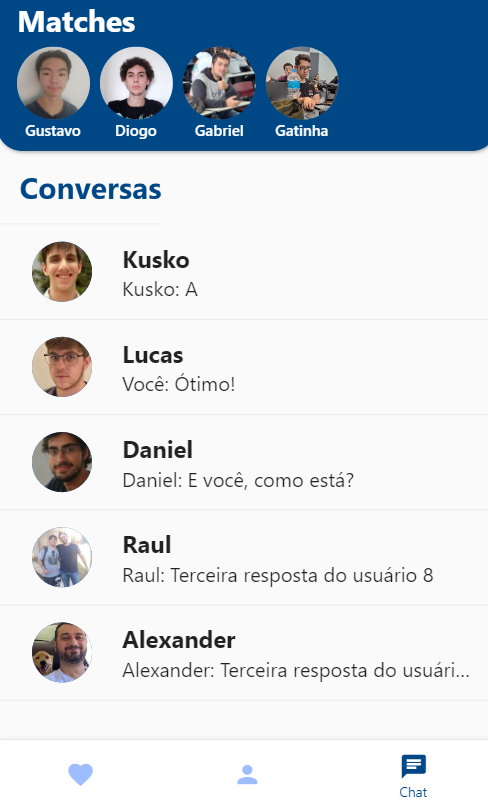 Matches
Gustavo Diogo Gabriel Gatinha
Conversas
Kusko
Kusko: A
Lucas
Você: Ótimo!
Daniel
Daniel: E você, como está?
Raul
Raul: Terceira resposta do usuário 8
Alexander
Alexander: Terceira resposta do usuári...
Chat